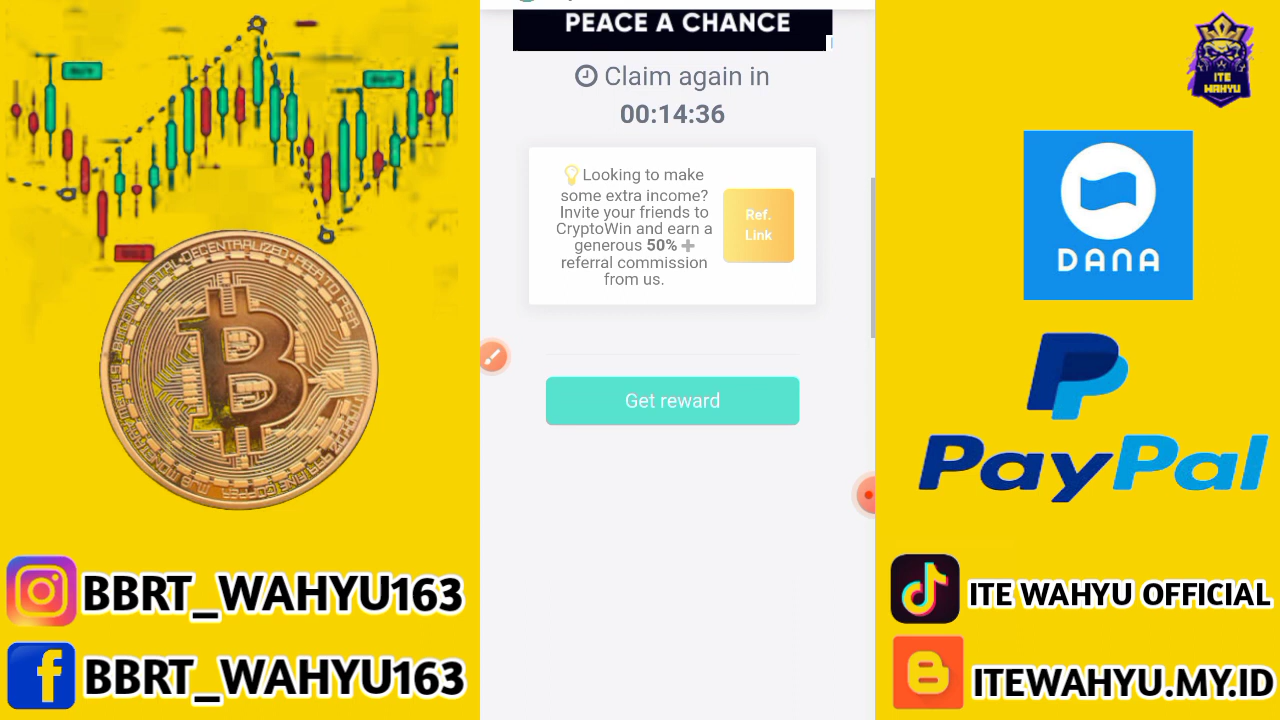 PEACE A CHANCE
Claim again in
00:14:36
Looking to make
some extra income?
Invite your friends to
CryptoWin and earn a
generous 50% +
referral commission
from us.
Ref.
Link
Get reward
BUY
BUY
BBRT_WAHYU163
BBRT_WAHYU163
ITE
WAHYU
DANA
PayPal
ITE WAHYU OFFICIAL
ITEWAHYU.MY.ID